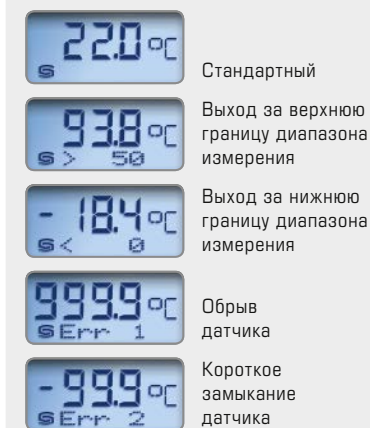 22.0 °C
S
Стандартный
93.8 °C
S > 50
Выход за верхнюю
границу диапазона
измерения
- 18.4 °C
S < 0
Выход за нижнюю
границу диапазона
измерения
999.9 °C
S Err 1
Обрыв
датчика
-99.9 °C
S Err 2
Короткое
замыкание
датчика